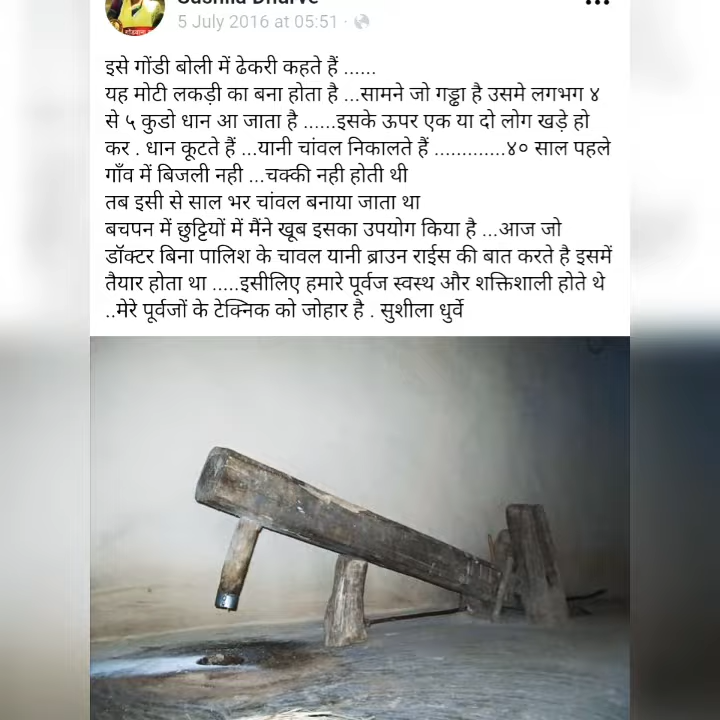 5 July 2016 at 05:51 ·
इसे गोंडी बोली में ढेकरी कहते हैं ......
यह मोटी लकड़ी का बना होता है ...सामने जो गड्ढा है उसमे लगभग ४
से ५ कुडो धान आ जाता है ......इसके ऊपर एक या दो लोग खड़े हो
कर . धान कूटते हैं ...यानी चांवल निकालते हैं .............४० साल पहले
गाँव में बिजली नही ...चक्की नही होती थी
तब इसी से साल भर चांवल बनाया जाता था
बचपन में छुट्टियों में मैंने खूब इसका उपयोग किया है ...आज जो
डॉक्टर बिना पालिश के चावल यानी ब्राउन राईस की बात करते है इसमें
तैयार होता था .....इसीलिए हमारे पूर्वज स्वस्थ और शक्तिशाली होते थे
..मेरे पूर्वजों के टेक्निक को जोहार है . सुशीला धुर्वे